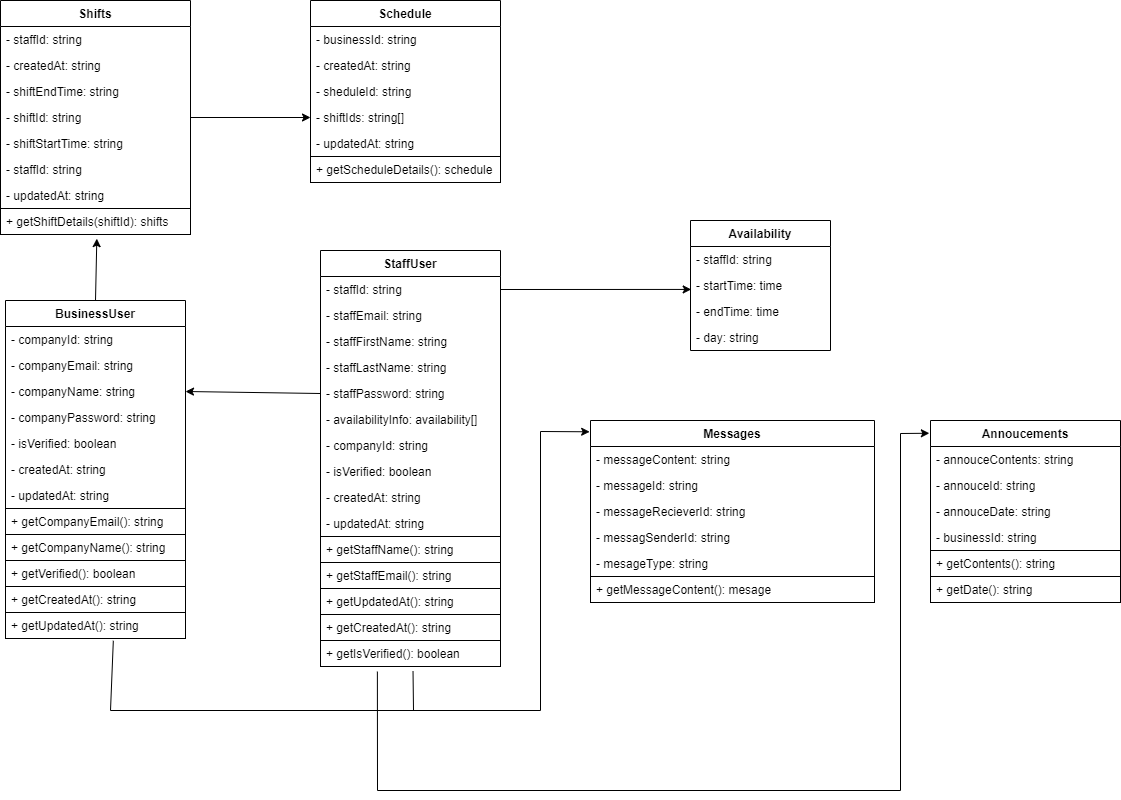 Shifts
- staffId: string
- createdAt: string
- shiftEndTime: string
- shiftId: string
- shiftStartTime: string
- staffId: string
- updatedAt: string
+ getShiftDetails(shiftId): shifts
Schedule
- businessId: string
- createdAt: string
- sheduleId: string
- shiftIds: string[]
- updatedAt: string
+ getScheduleDetails(): schedule
Availability
- staffId: string
- startTime: time
- endTime: time
- day: string
BusinessUser
- companyId: string
- companyEmail: string
- companyName: string
- companyPassword: string
- isVerified: boolean
- createdAt: string
- updatedAt: string
+ getCompanyEmail(): string
+ getCompanyName(): string
+ getVerified(): boolean
+ getCreatedAt(): string
+ getUpdatedAt(): string
StaffUser
- staffId: string
- staffEmail: string
- staffFirstName: string
- staffLastName: string
- staffPassword: string
- availabilityInfo: availability[]
- companyId: string
- isVerified: boolean
- createdAt: string
- updatedAt: string
+ getStaffName(): string
+ getStaffEmail(): string
+ getUpdatedAt(): string
+ getCreatedAt(): string
+ getIsVerified(): boolean
Messages
- messageContent: string
- messageId: string
- messageRecieverId: string
- messagSenderId: string
- mesageType: string
+ getMessageContent(): mesage
Annoucements
- annouceContents: string
- annouceId: string
- annouceDate: string
- businessId: string
+ getContents(): string
+ getDate(): string